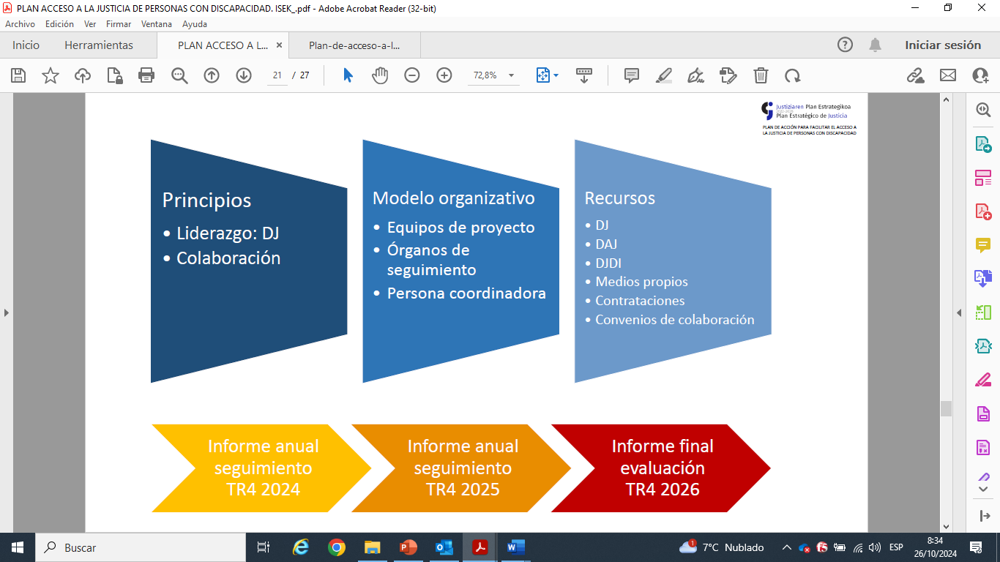 PLAN ACCESO A LA JUSTICIA DE PERSONAS CON DISCAPACIDAD. ISEK_.pdf - Adobe Acrobat Reader (32-bit)
Archivo Edición Ver Firmar Ventana Ayuda
Inicio Herramientas PLAN ACCESO A L... × Plan-de-acceso-a-l... Iniciar sesión
21 / 27 72,8%
Justiziaren Plan Estrategikoa
Plan Estratégico de Justicia
PLAN DE ACCIÓN PARA FACILITAR EL ACCESO A
LA JUSTICIA DE PERSONAS CON DISCAPACIDAD
Principios
• Liderazgo: DJ
• Colaboración
Modelo organizativo
• Equipos de proyecto
• Órganos de
seguimiento
• Persona coordinadora
Recursos
• DJ
• DAJ
• DJDI
• Medios propios
• Contrataciones
• Convenios de colaboración
Informe anual
seguimiento
TR4 2024
Informe anual
seguimiento
TR4 2025
Informe final
evaluación
TR4 2026
Buscar
1
7°C Nublado
ESP
8:34
26/10/2024